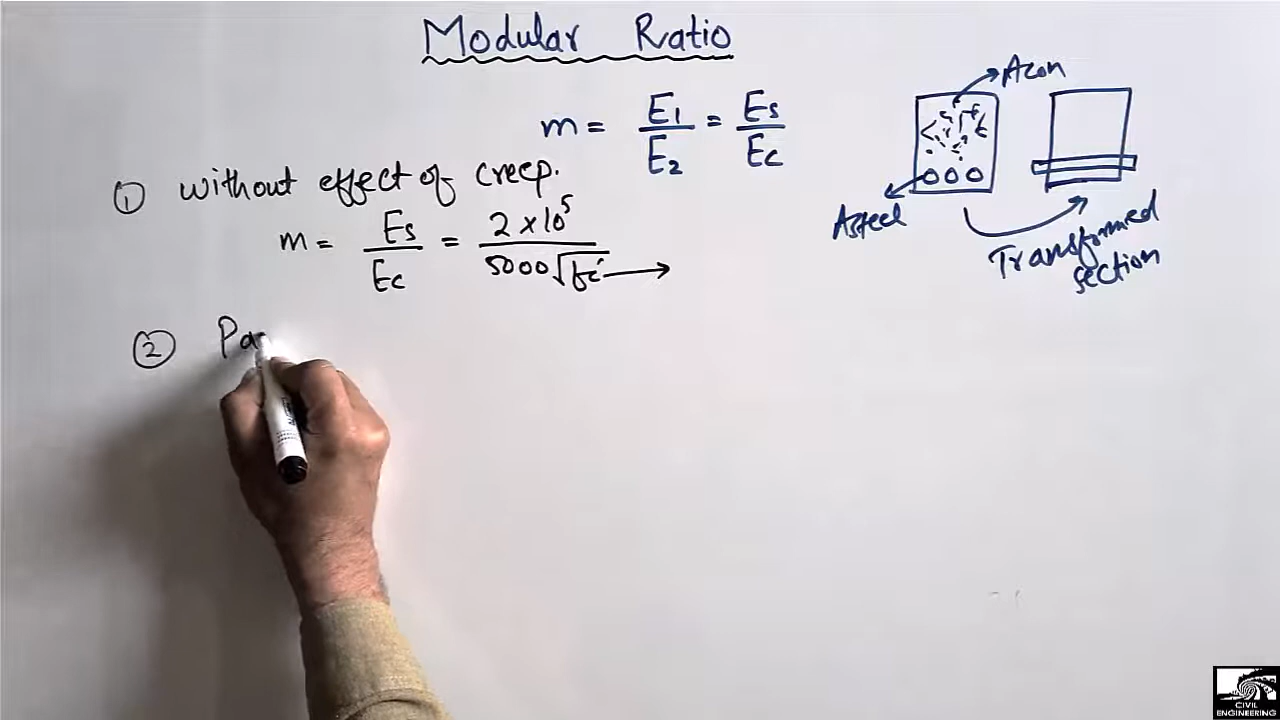 Modular Ratio
m = E1/E2 = Es/Ec
① without effect of creep.
m = Es/Ec = 2 × 10^5 / 5000√fc' →
② Pa
Acon
Asteel
Transformed
section
CIVIL
ENGINEERING